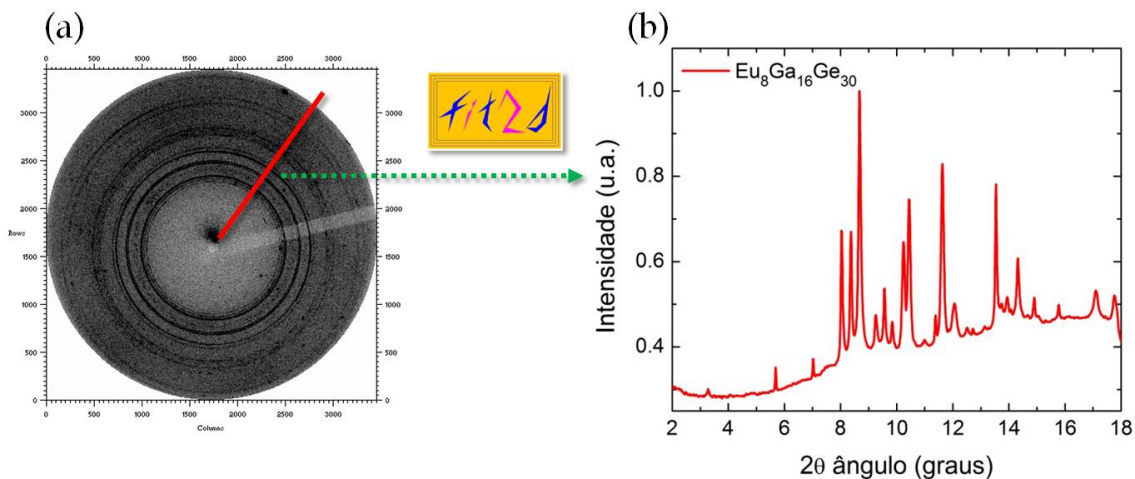 (a)
0 500 1000 1500 2000 2500 3000
3000 3000
2500 2500
2000 2000
Rows
1500 1500
1000 1000
500 500
0 0
0 500 1000 1500 2000 2500 3000
Columns
fit2d
(b)
Eu₈Ga₁₆Ge₃₀
1.0
0.8
0.6
0.4
Intensidade (u.a.)
2 4 6 8 10 12 14 16 18
2θ ângulo (graus)